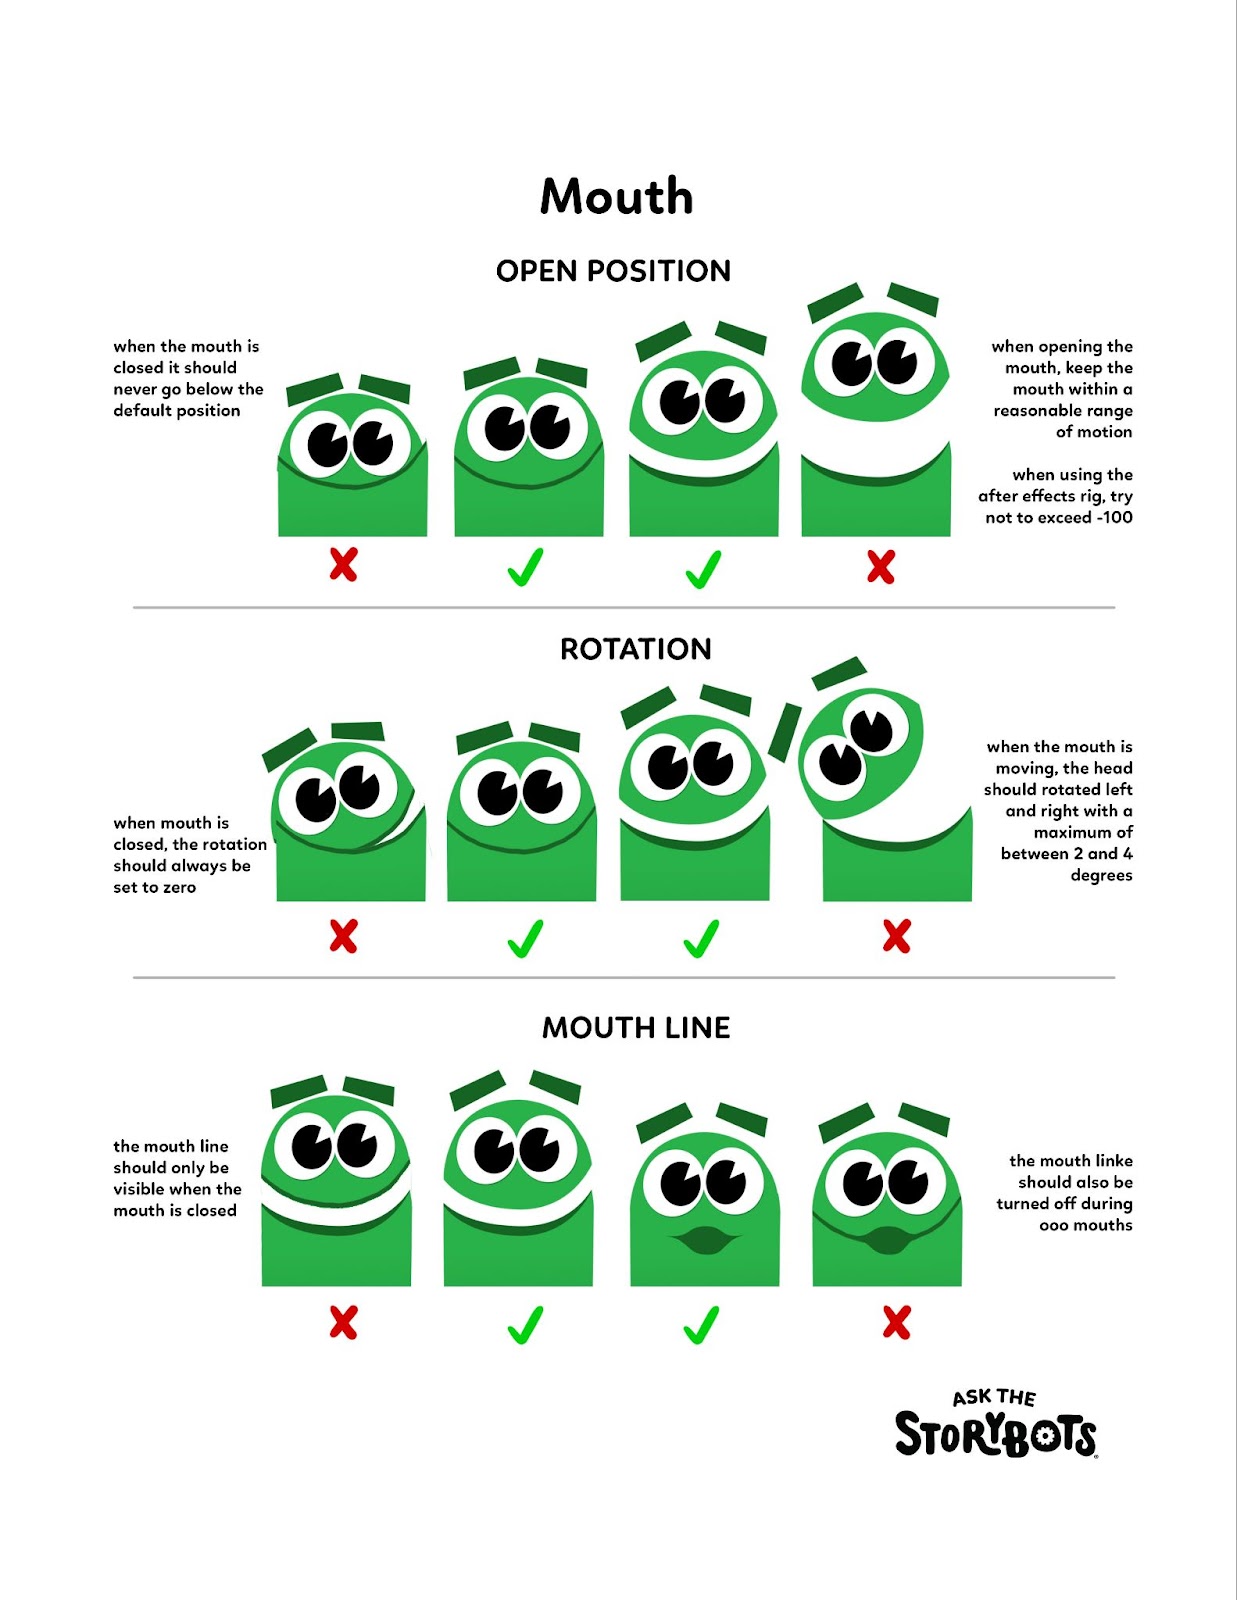 Mouth
OPEN POSITION
when the mouth is
closed it should
never go below the
default position
when opening the
mouth, keep the
mouth within a
reasonable range
of motion
when using the
after effects rig, try
not to exceed -100
ROTATION
when mouth is
closed, the rotation
should always be
set to zero
when the mouth is
moving, the head
should rotated left
and right with a
maximum of
between 2 and 4
degrees
MOUTH LINE
the mouth line
should only be
visible when the
mouth is closed
the mouth linke
should also be
turned off during
ooo mouths
ASK THE
STORYBOTS